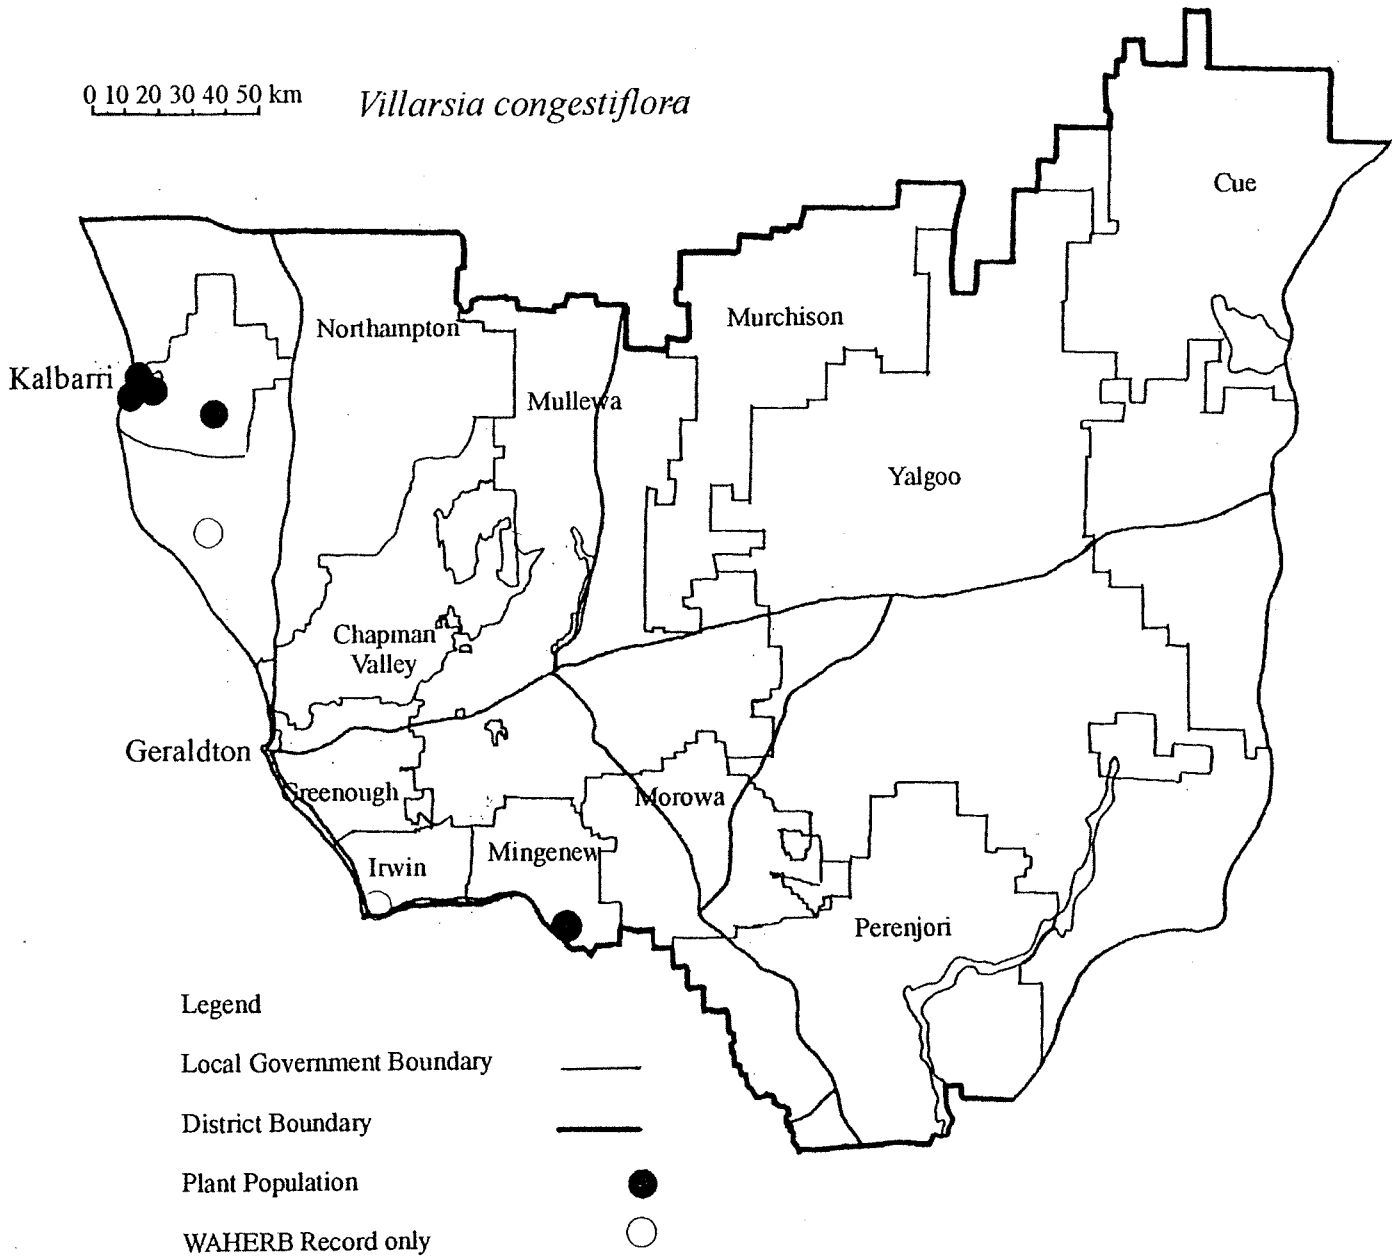 0 10 20 30 40 50 km
Villarsia congestiflora
Cue
Murchison
Northampton
Kalbarri
Mullewa
Yalgoo
Chapman
Valley
Geraldton
Greenough
Morowa
Irwin
Mingenew
Perenjori
Legend
Local Government Boundary
District Boundary
Plant Population
WAHERB Record only